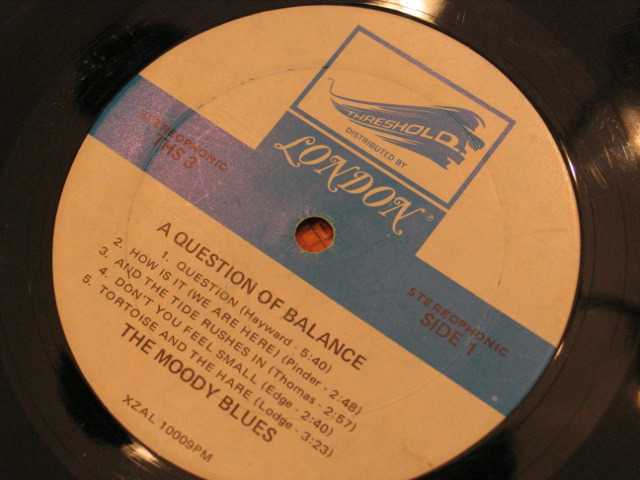 THRESHOLD
DISTRIBUTED BY
LONDON®
STEREOPHONIC
THS 3
STEREOPHONIC
SIDE 1
A QUESTION OF BALANCE
1. QUESTION (Hayward - 5:40)
2. HOW IS IT (WE ARE HERE) (Pinder - 2:48)
3. AND THE TIDE RUSHES IN (Thomas - 2:57)
4. DON'T YOU FEEL SMALL (Edge - 2:40)
5. TORTOISE AND THE HARE (Lodge - 3:23)
THE MOODY BLUES
XZAL 10009PM